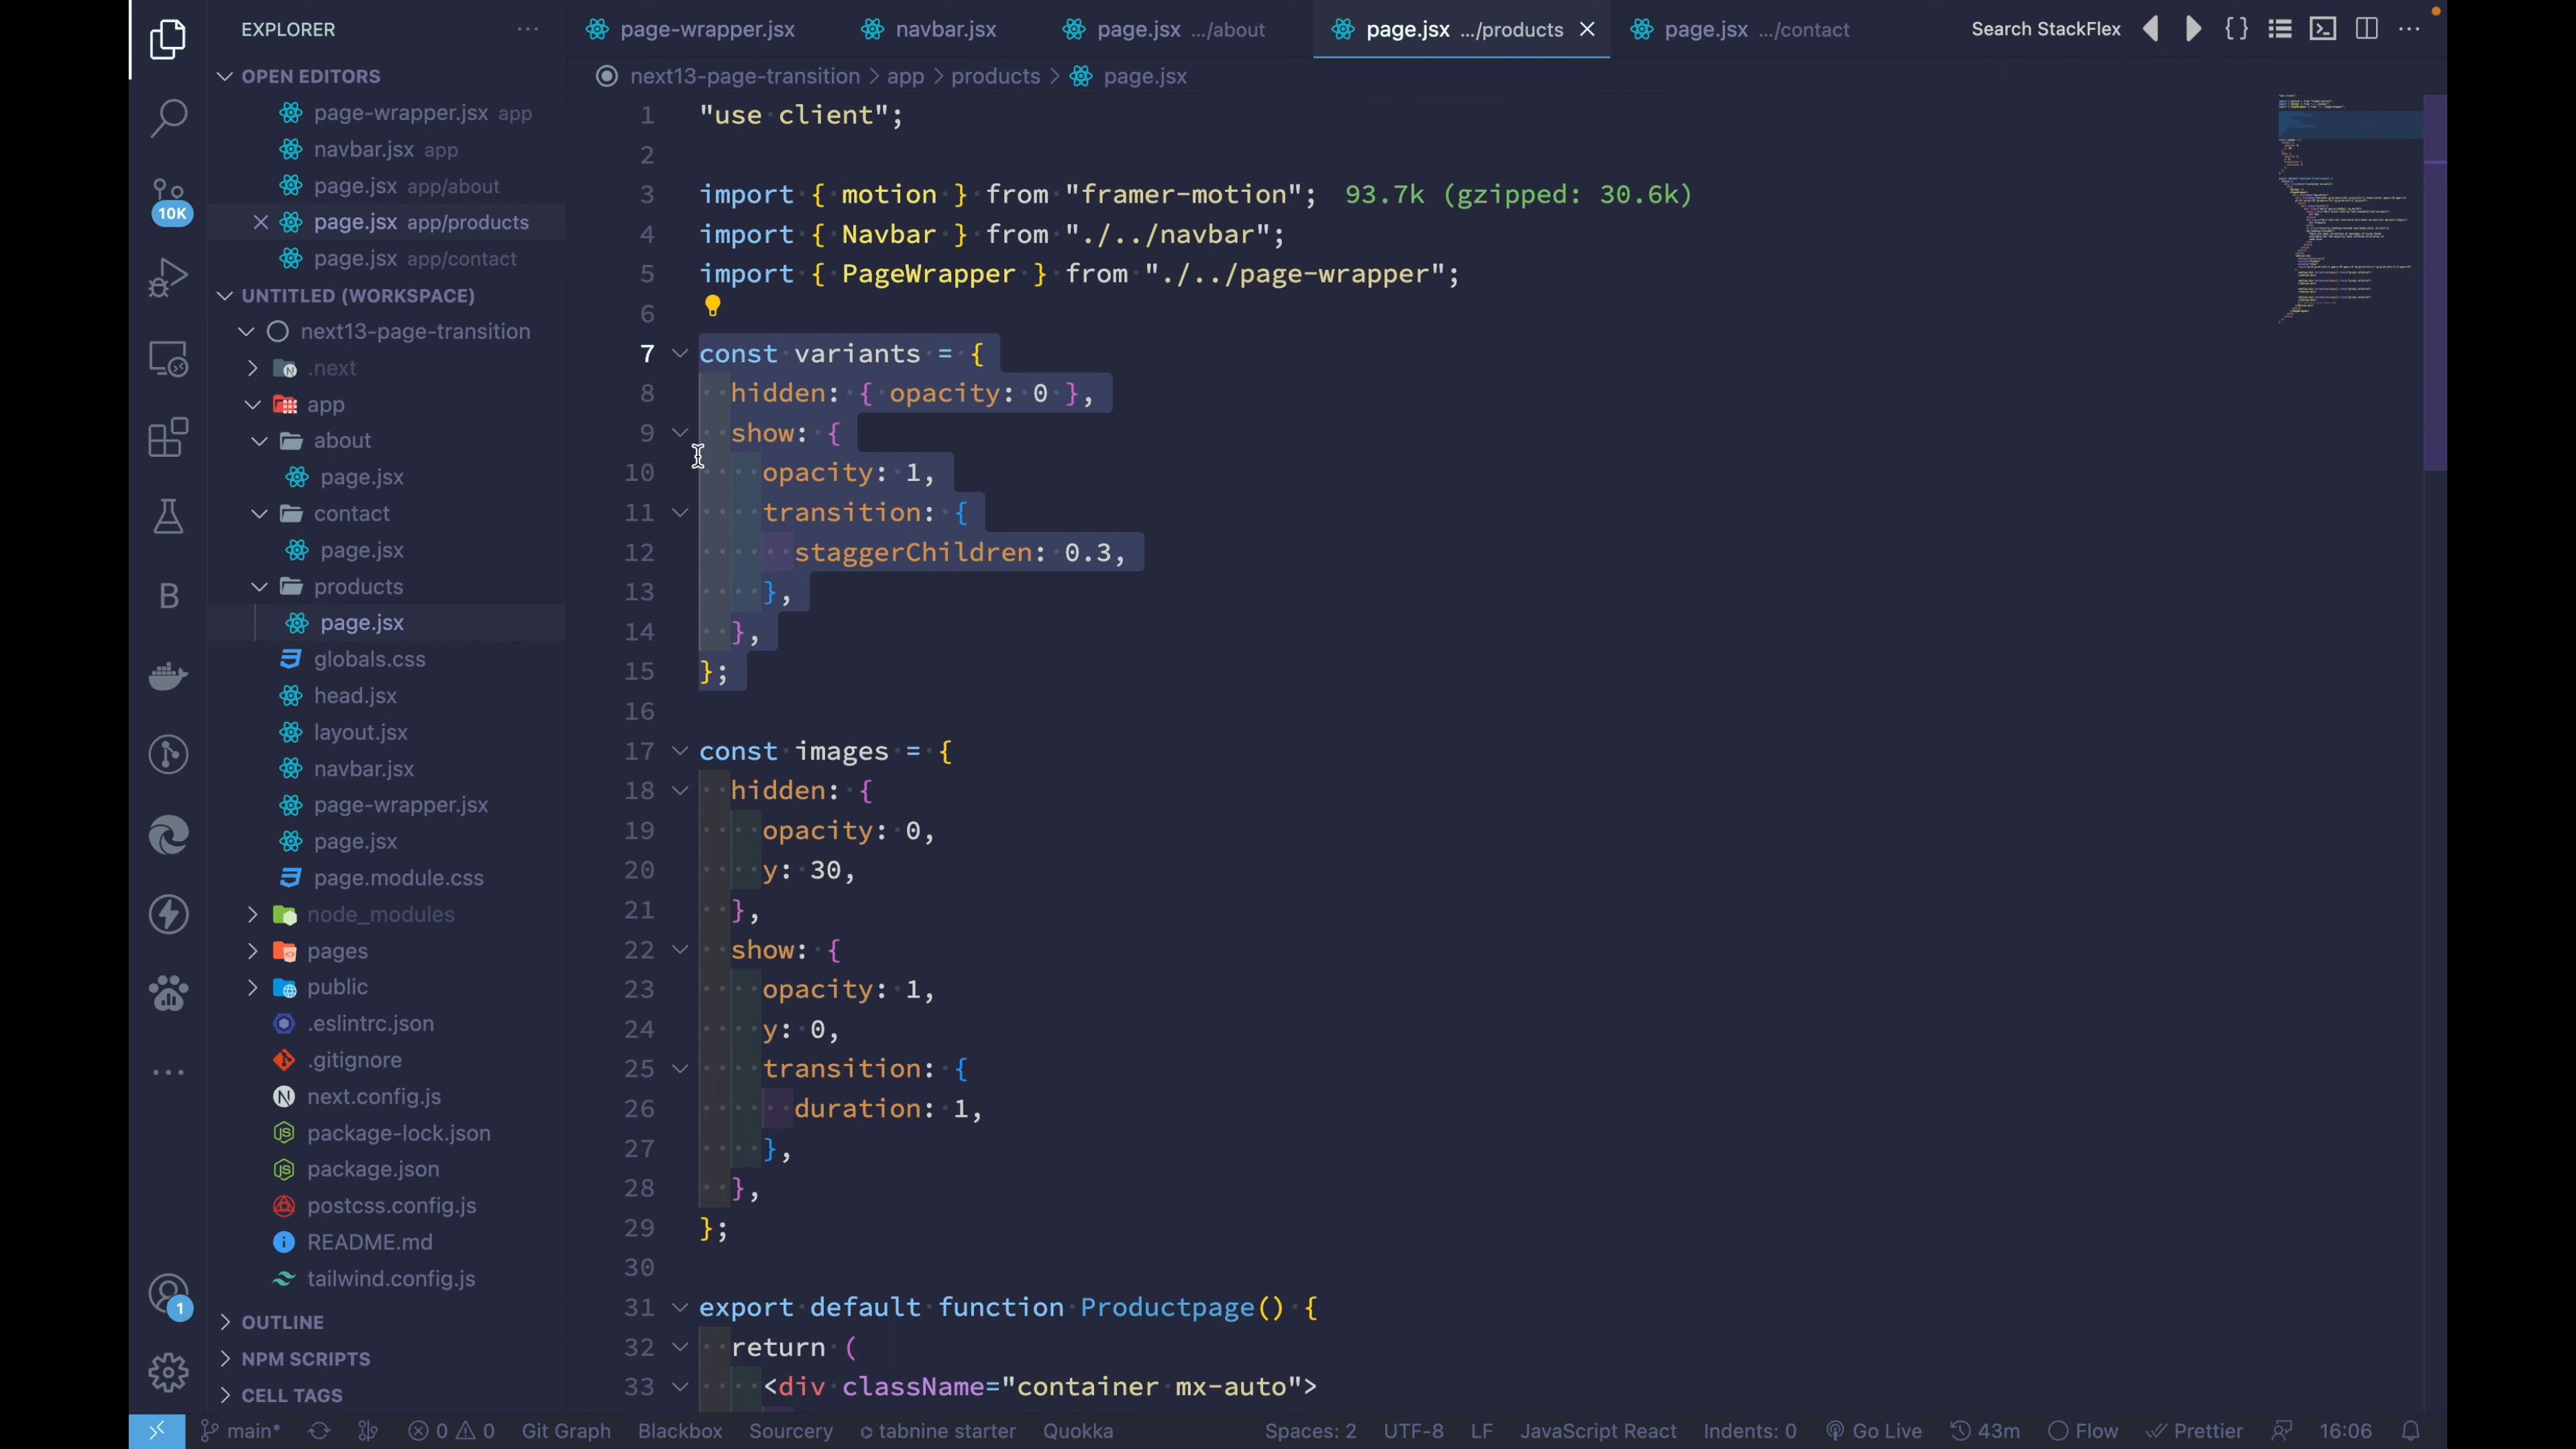 EXPLORER
OPEN EDITORS
page-wrapper.jsx app
navbar.jsx app
page.jsx app/about
page.jsx app/products
page.jsx app/contact
UNTITLED (WORKSPACE)
next13-page-transition
.next
app
about
page.jsx
contact
page.jsx
products
page.jsx
globals.css
head.jsx
layout.jsx
navbar.jsx
page-wrapper.jsx
page.jsx
page.module.css
node_modules
pages
public
.eslintrc.json
.gitignore
next.config.js
package-lock.json
package.json
postcss.config.js
README.md
tailwind.config.js
OUTLINE
NPM SCRIPTS
CELL TAGS
10K
B
1
page-wrapper.jsx navbar.jsx page.jsx .../about page.jsx .../products page.jsx .../contact Search StackFlex
next13-page-transition > app > products > page.jsx
1 "use client";
2
3 import { motion } from "framer-motion"; 93.7k (gzipped: 30.6k)
4 import { Navbar } from "./../navbar";
5 import { PageWrapper } from "./../page-wrapper";
6
7 const variants = {
8 hidden: { opacity: 0 },
9 show: {
10 opacity: 1,
11 transition: {
12 staggerChildren: 0.3,
13 },
14 },
15 };
16
17 const images = {
18 hidden: {
19 opacity: 0,
20 y: 30,
21 },
22 show: {
23 opacity: 1,
24 y: 0,
25 transition: {
26 duration: 1,
27 },
28 },
29 };
30
31 export default function Productpage() {
32 return (
33 <div className="container mx-auto">
main* 0 0 Git Graph Blackbox Sourcery tabnine starter Quokka Spaces: 2 UTF-8 LF JavaScript React Indents: 0 Go Live 43m Flow Prettier 16:06